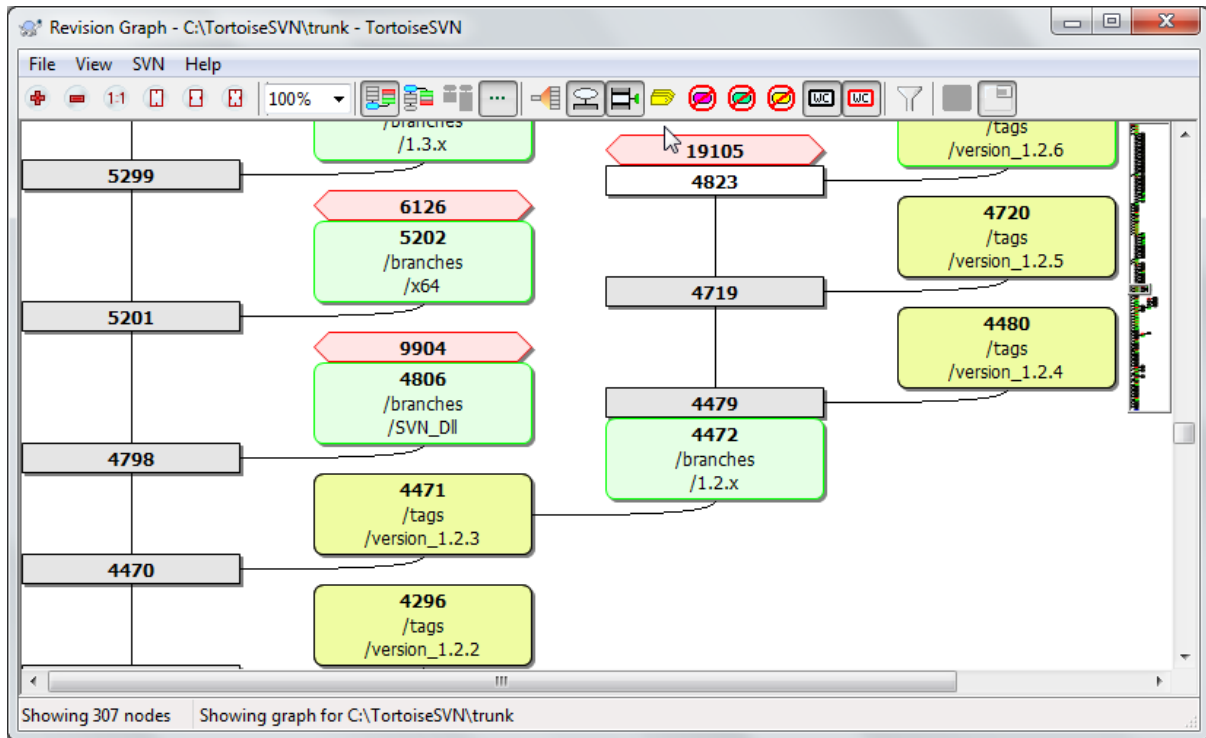 Revision Graph - C:\TortoiseSVN\trunk - TortoiseSVN
File View SVN Help
1:1
100%
WC WC
/branches
/1.3.x
5299
6126
5202
/branches
/x64
5201
9904
4806
/branches
/SVN_Dll
4798
4471
/tags
/version_1.2.3
4470
4296
/tags
/version_1.2.2
19105
4823
4719
4479
4472
/branches
/1.2.x
/tags
/version_1.2.6
4720
/tags
/version_1.2.5
4480
/tags
/version_1.2.4
Showing 307 nodes Showing graph for C:\TortoiseSVN\trunk